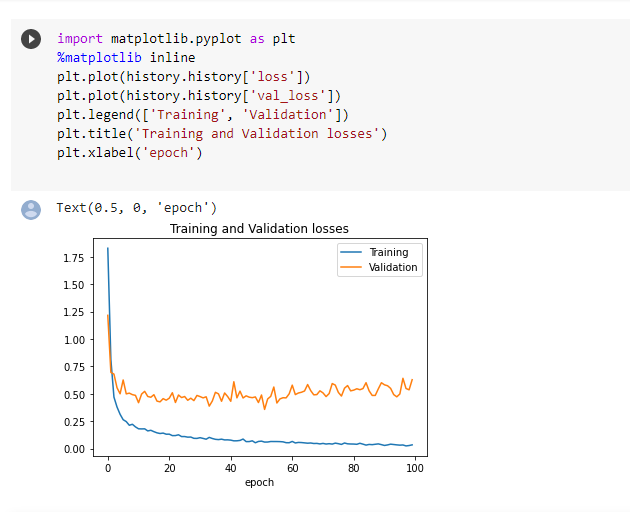 import matplotlib.pyplot as plt
%matplotlib inline
plt.plot(history.history['loss'])
plt.plot(history.history['val_loss'])
plt.legend(['Training', 'Validation'])
plt.title('Training and Validation losses')
plt.xlabel('epoch')
Text(0.5, 0, 'epoch')
Training and Validation losses
Training
Validation
1.75
1.50
1.25
1.00
0.75
0.50
0.25
0.00
0 20 40 60 80 100
epoch